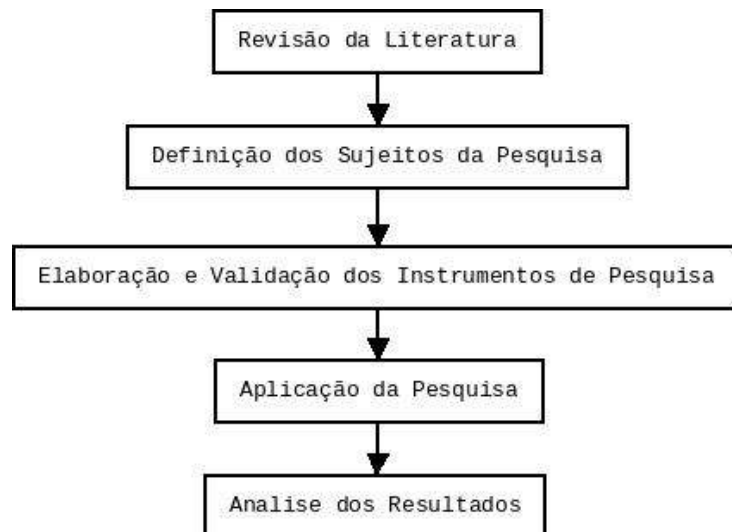 Revisão da Literatura
Definição dos Sujeitos da Pesquisa
Elaboração e Validação dos Instrumentos de Pesquisa
Aplicação da Pesquisa
Analise dos Resultados